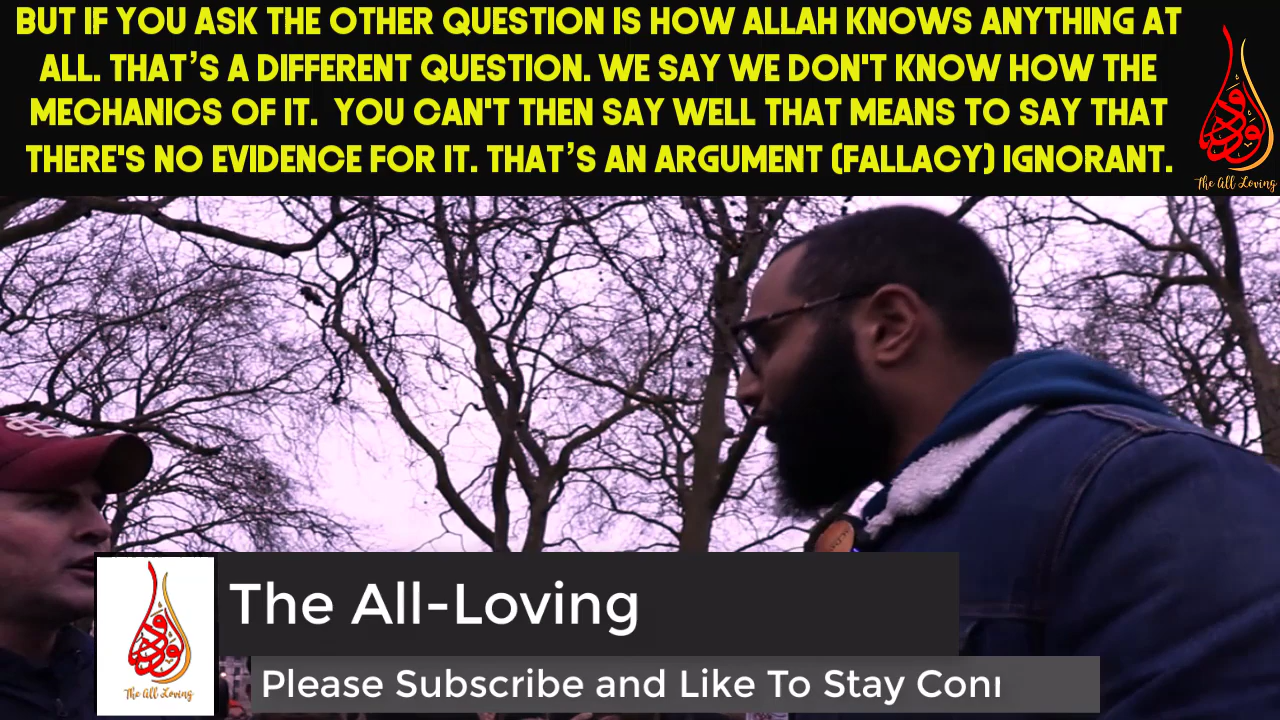 BUT IF YOU ASK THE OTHER QUESTION IS HOW ALLAH KNOWS ANYTHING AT
ALL. THAT’S A DIFFERENT QUESTION. WE SAY WE DON'T KNOW HOW THE
MECHANICS OF IT. YOU CAN'T THEN SAY WELL THAT MEANS TO SAY THAT
THERE'S NO EVIDENCE FOR IT. THAT’S AN ARGUMENT (FALLACY) IGNORANT.
The All Loving
The All-Loving
The All Loving
Please Subscribe and Like To Stay Con